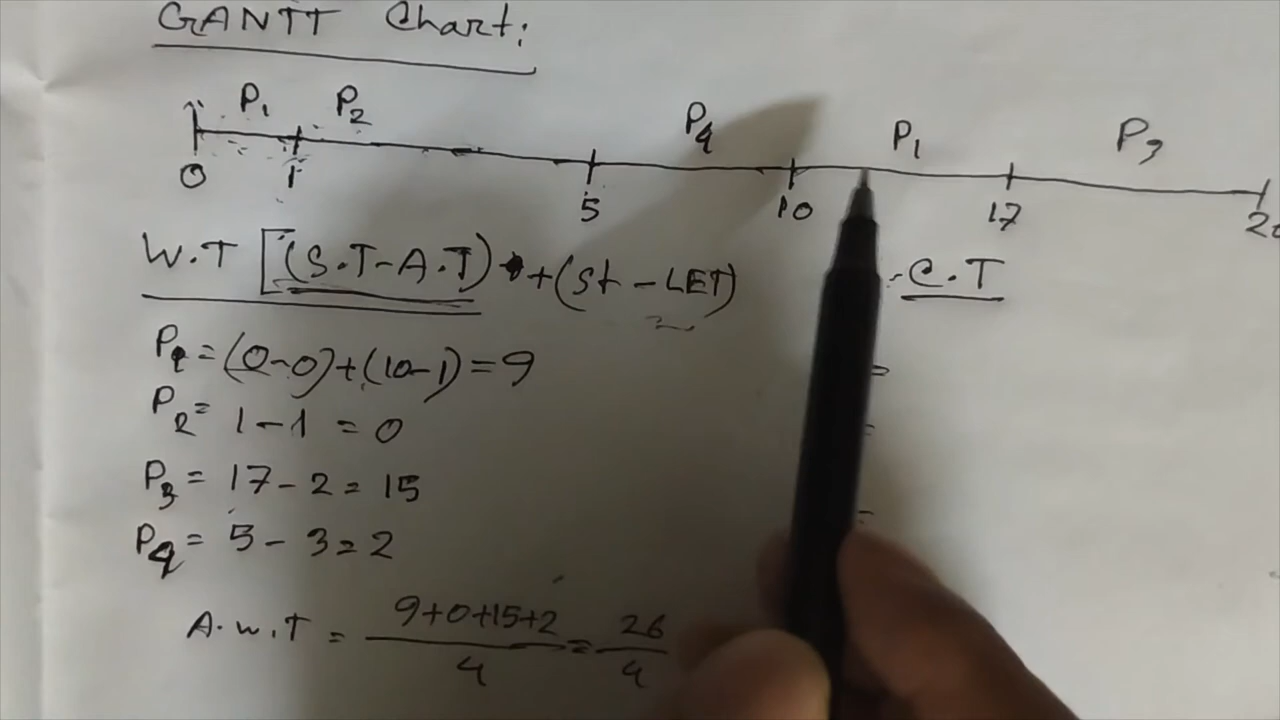 GANTT Chart:
P1 P2 P4 P1 P3
0 1 5 10 17
W.T [(S.T-A.T) +(St-LET) -C.T
P1=(0-0)+(10-1)=9
P2= 1-1=0
P3= 17-2=15
P4= 5-3=2
A.W.T = 9+0+15+2/4 = 26/4